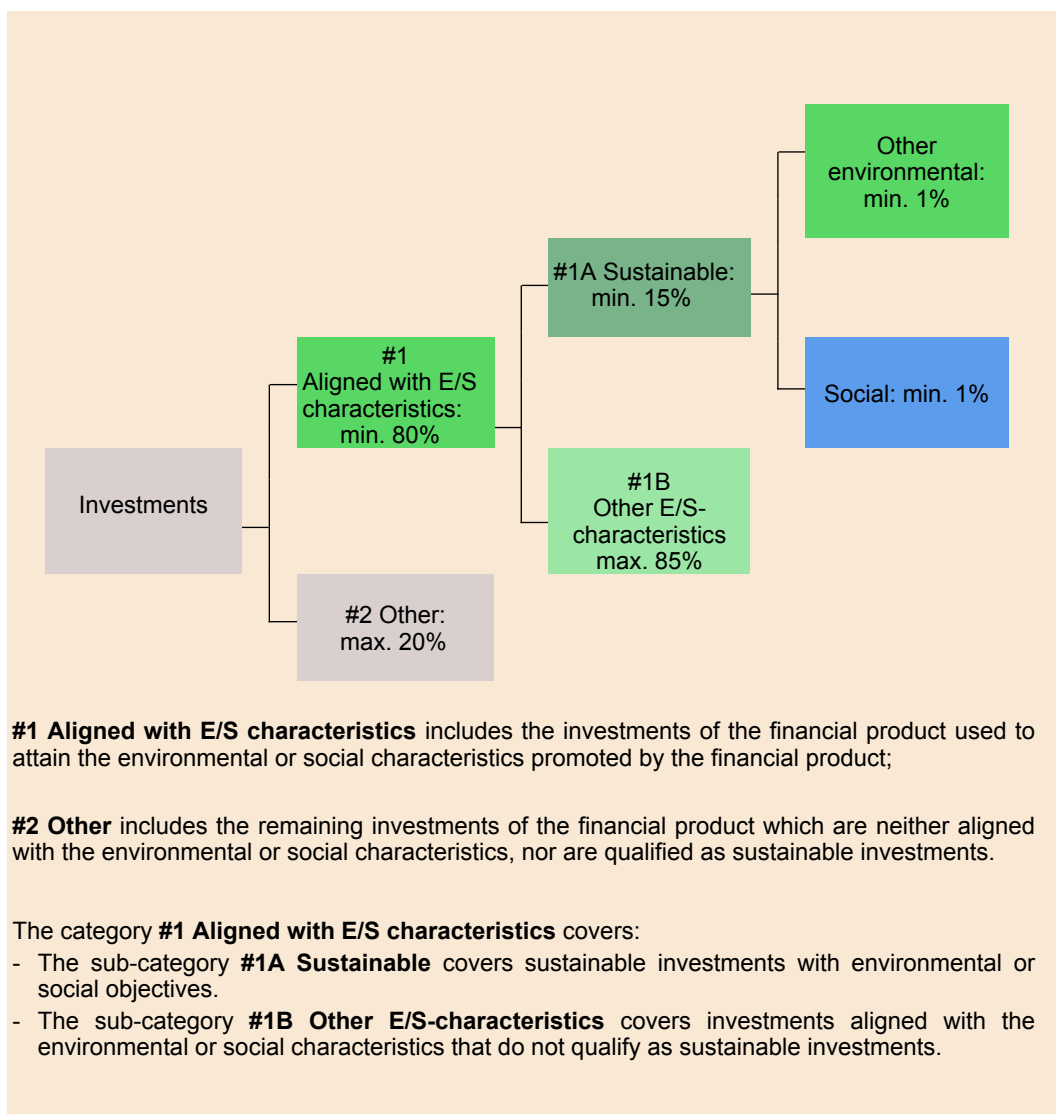 Other
environmental:
min. 1%
#1A Sustainable:
min. 15%
#1
Aligned with E/S
characteristics:
min. 80%
Social: min. 1%
Investments
#1B
Other E/S-
characteristics
max. 85%
#2 Other:
max. 20%
#1 Aligned with E/S characteristics includes the investments of the financial product used to
attain the environmental or social characteristics promoted by the financial product;
#2 Other includes the remaining investments of the financial product which are neither aligned
with the environmental or social characteristics, nor are qualified as sustainable investments.
The category #1 Aligned with E/S characteristics covers:
- The sub-category #1A Sustainable covers sustainable investments with environmental or
social objectives.
- The sub-category #1B Other E/S-characteristics covers investments aligned with the
environmental or social characteristics that do not qualify as sustainable investments.